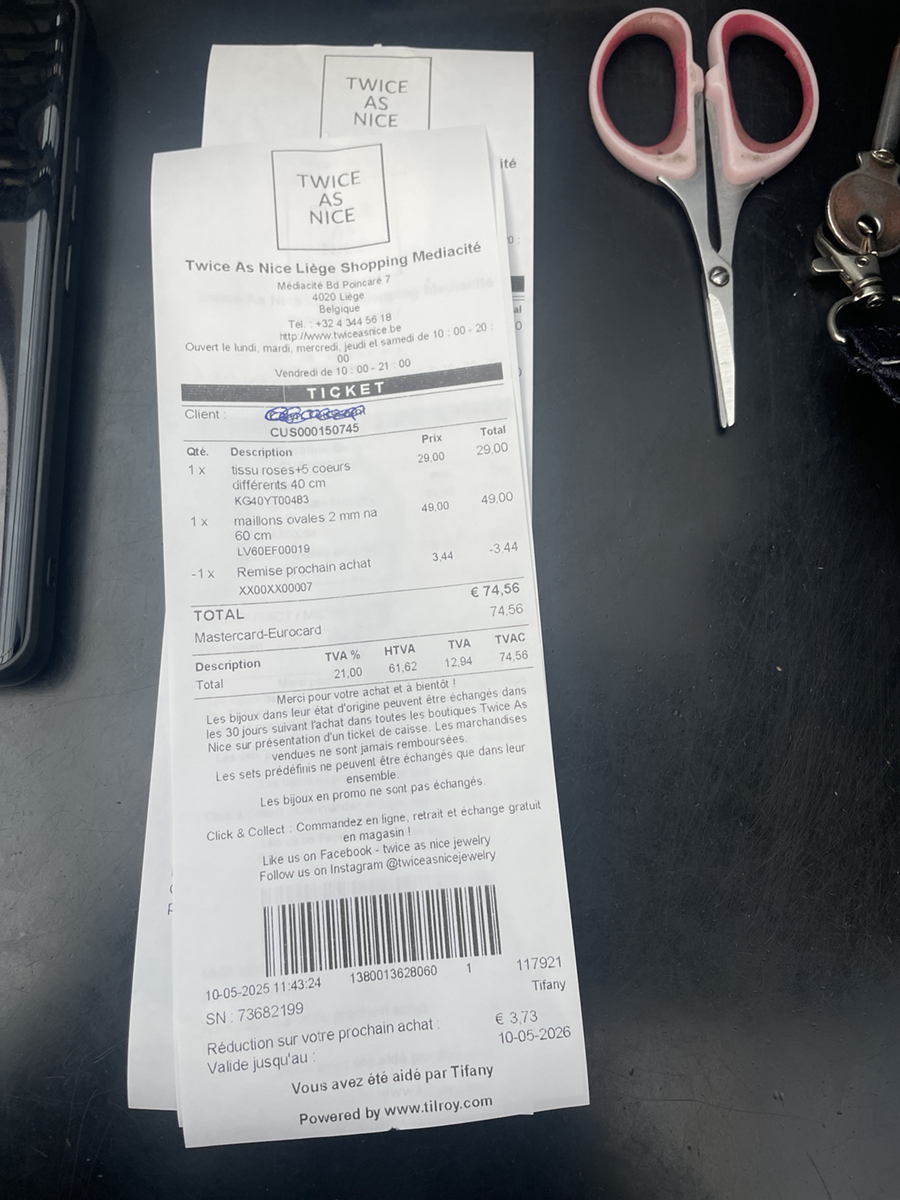 TWICE
AS
NICE
ité
TWICE
AS
NICE
Twice As Nice Liège Shopping Mediacité
Médiacité Bd Poincaré 7
4020 Liège
Belgique
Tel. : +32 4 344 56 18
http://www.twiceasnice.be
Ouvert le lundi, mardi, mercredi, jeudi et samedi de 10 : 00 - 20 :
00
Vendredi de 10 : 00 - 21 : 00
TICKET
Client :
CUS000150745
Qté. Description Prix Total
1 x tissu roses+5 coeurs 29,00 29,00
différents 40 cm
KG40YT00483
1 x maillons ovales 2 mm na 49,00 49,00
60 cm
LV60EF00019
-1 x Remise prochain achat 3,44 -3,44
XX00XX00007
TOTAL € 74,56
Mastercard-Eurocard 74,56
Description TVA % HTVA TVA TVAC
Total 21,00 61,62 12,94 74,56
Merci pour votre achat et à bientôt !
Les bijoux dans leur état d'origine peuvent être échangés dans
les 30 jours suivant l'achat dans toutes les boutiques Twice As
Nice sur présentation d'un ticket de caisse. Les marchandises
vendues ne sont jamais remboursées.
Les sets prédéfinis ne peuvent être échangés que dans leur
ensemble.
Les bijoux en promo ne sont pas échangés.
Click & Collect : Commandez en ligne, retrait et échange gratuit
en magasin !
Like us on Facebook - twice as nice jewelry
Follow us on Instagram @twiceasnicejewelry
10-05-2025 11:43:24 1380013628060 1 117921
SN : 73682199 Tifany
Réduction sur votre prochain achat : € 3,73
Valide jusqu'au : 10-05-2026
Vous avez été aidé par Tifany
Powered by www.tilroy.com